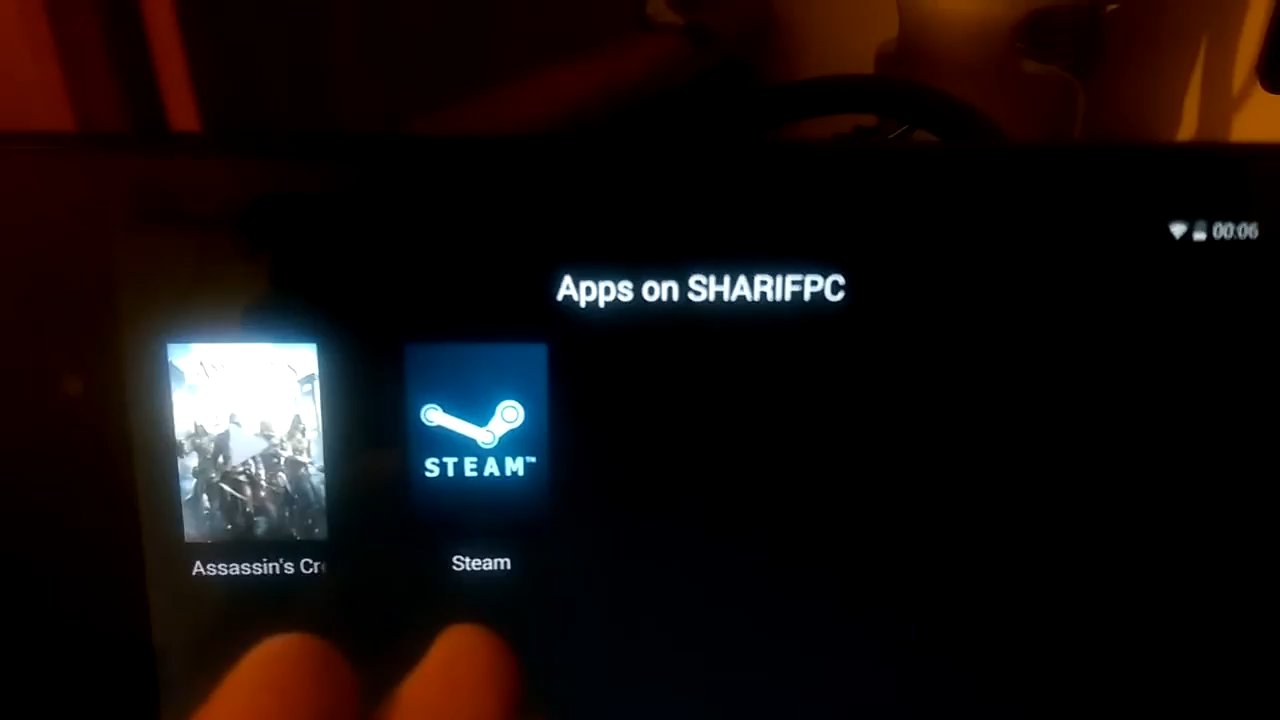 00:06
Apps on SHARIFPC
STEAM™
Assassin's Cr
Steam